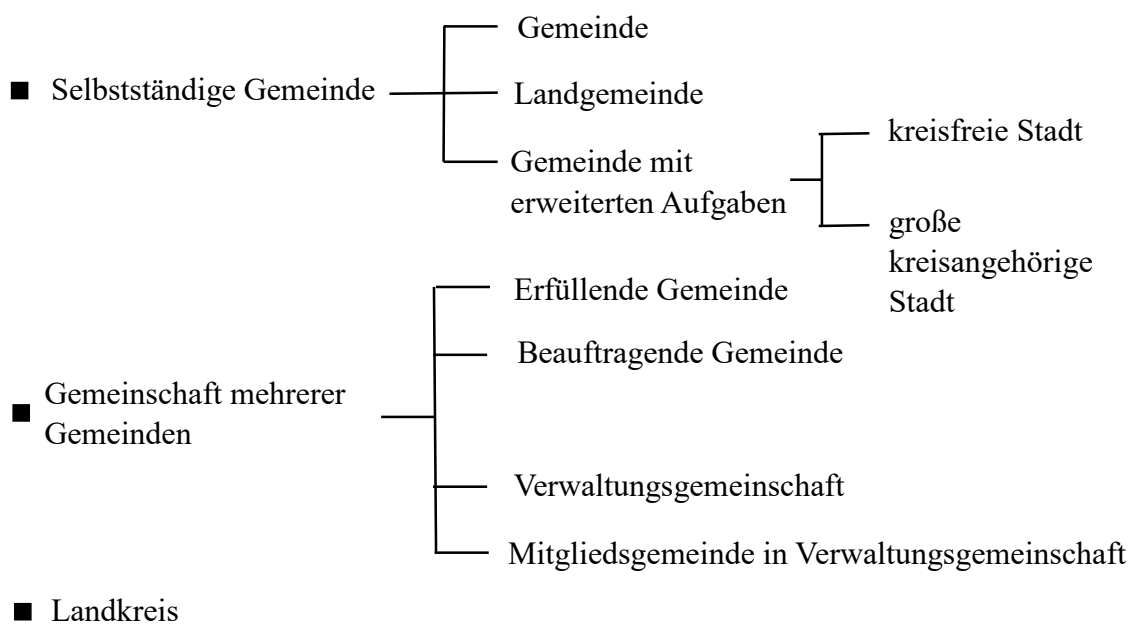 Gemeinde
■ Selbstständige Gemeinde
Landgemeinde
Gemeinde mit
erweiterten Aufgaben
kreisfreie Stadt
große
kreisangehörige
Stadt
Erfüllende Gemeinde
Beauftragende Gemeinde
■ Gemeinschaft mehrerer
Gemeinden
Verwaltungsgemeinschaft
Mitgliedsgemeinde in Verwaltungsgemeinschaft
■ Landkreis